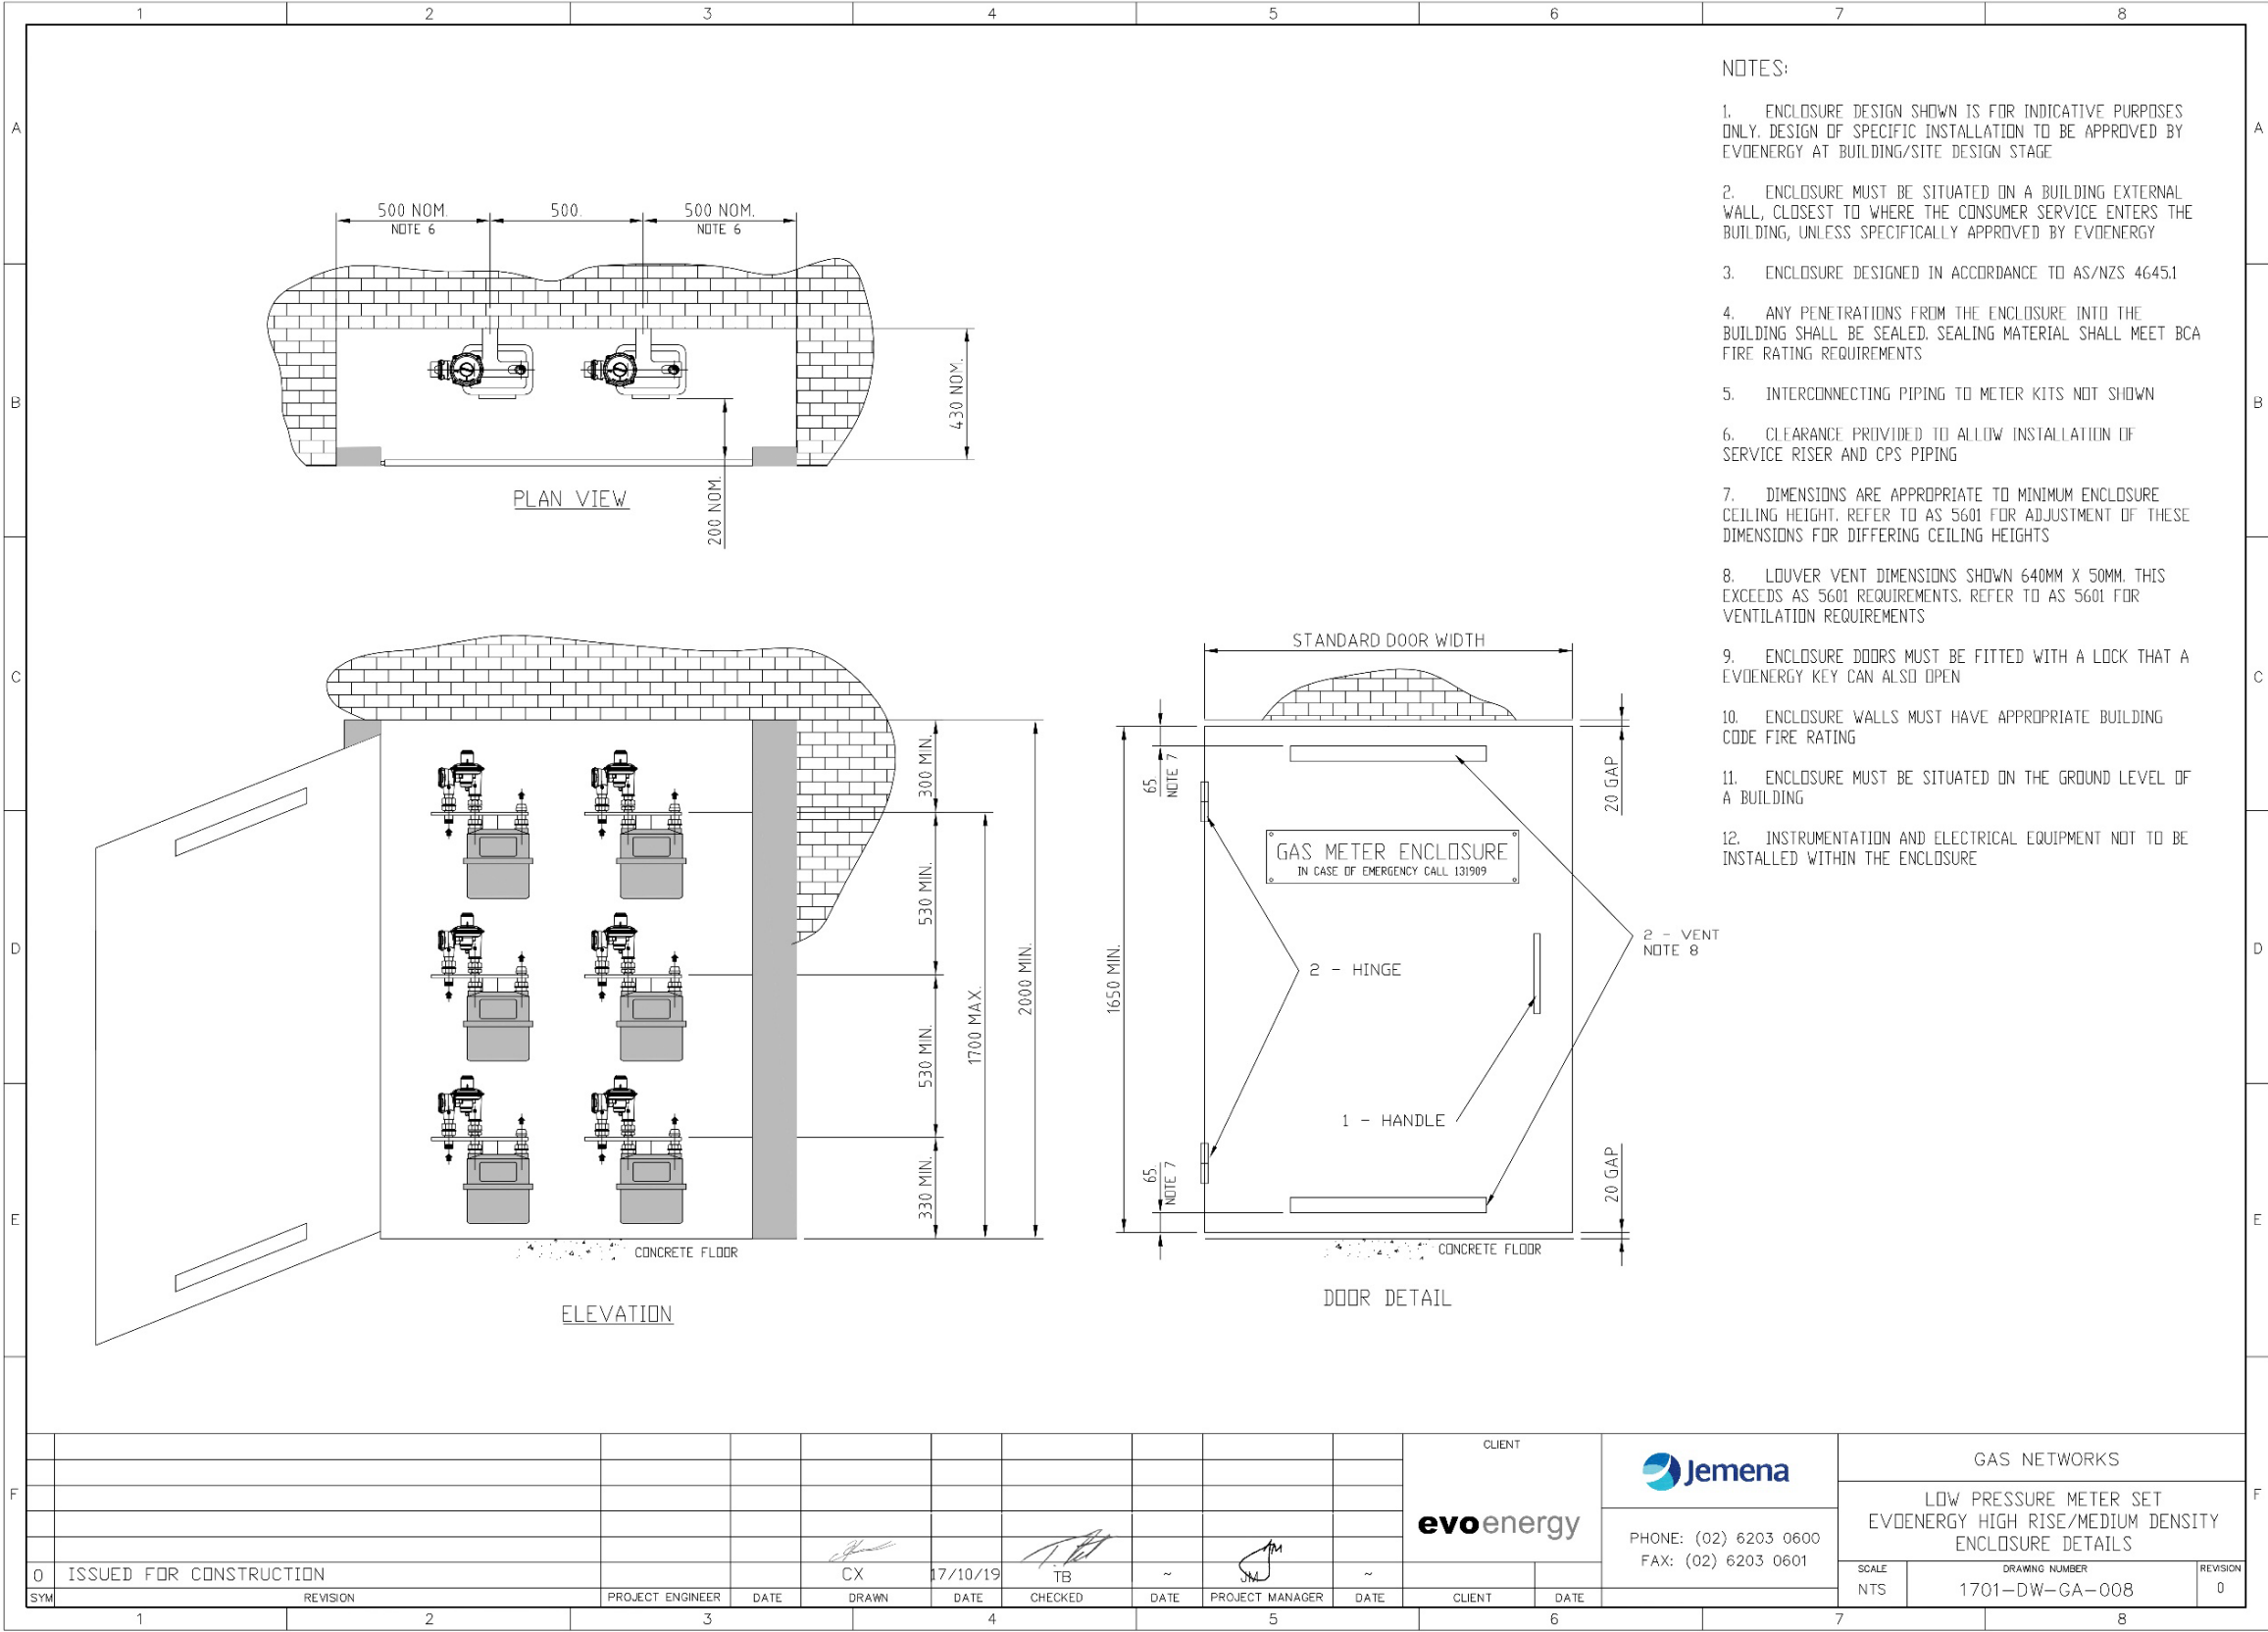 1 2 3 4 5 6 7 8
A
B
C
D
E
F
A
B
C
D
E
F
NOTES:
1. ENCLOSURE DESIGN SHOWN IS FOR INDICATIVE PURPOSES
ONLY. DESIGN OF SPECIFIC INSTALLATION TO BE APPROVED BY
EVOENERGY AT BUILDING/SITE DESIGN STAGE
2. ENCLOSURE MUST BE SITUATED ON A BUILDING EXTERNAL
WALL, CLOSEST TO WHERE THE CONSUMER SERVICE ENTERS THE
BUILDING, UNLESS SPECIFICALLY APPROVED BY EVOENERGY
3. ENCLOSURE DESIGNED IN ACCORDANCE TO AS/NZS 4645.1
4. ANY PENETRATIONS FROM THE ENCLOSURE INTO THE
BUILDING SHALL BE SEALED. SEALING MATERIAL SHALL MEET BCA
FIRE RATING REQUIREMENTS
5. INTERCONNECTING PIPING TO METER KITS NOT SHOWN
6. CLEARANCE PROVIDED TO ALLOW INSTALLATION OF
SERVICE RISER AND CPS PIPING
7. DIMENSIONS ARE APPROPRIATE TO MINIMUM ENCLOSURE
CEILING HEIGHT. REFER TO AS 5601 FOR ADJUSTMENT OF THESE
DIMENSIONS FOR DIFFERING CEILING HEIGHTS
8. LOUVER VENT DIMENSIONS SHOWN 640MM X 50MM. THIS
EXCEEDS AS 5601 REQUIREMENTS. REFER TO AS 5601 FOR
VENTILATION REQUIREMENTS
9. ENCLOSURE DOORS MUST BE FITTED WITH A LOCK THAT A
EVOENERGY KEY CAN ALSO OPEN
10. ENCLOSURE WALLS MUST HAVE APPROPRIATE BUILDING
CODE FIRE RATING
11. ENCLOSURE MUST BE SITUATED ON THE GROUND LEVEL OF
A BUILDING
12. INSTRUMENTATION AND ELECTRICAL EQUIPMENT NOT TO BE
INSTALLED WITHIN THE ENCLOSURE
500 NOM. 500. 500 NOM.
NOTE 6 NOTE 6
430 NOM.
200 NOM.
PLAN VIEW
300 MIN.
530 MIN.
530 MIN.
330 MIN.
1700 MAX.
2000 MIN.
CONCRETE FLOOR
ELEVATION
STANDARD DOOR WIDTH
65.
NOTE 7
20 GAP
GAS METER ENCLOSURE
IN CASE OF EMERGENCY CALL 131909
2 - VENT
NOTE 8
2 - HINGE
1650 MIN.
1 - HANDLE
65.
NOTE 7
20 GAP
CONCRETE FLOOR
DOOR DETAIL
0 ISSUED FOR CONSTRUCTION CX 17/10/19 TB ~ JM ~
SYM REVISION PROJECT ENGINEER DATE DRAWN DATE CHECKED DATE PROJECT MANAGER DATE CLIENT DATE
CLIENT
evoenergy
Jemena
PHONE: (02) 6203 0600
FAX: (02) 6203 0601
GAS NETWORKS
LOW PRESSURE METER SET
EVOENERGY HIGH RISE/MEDIUM DENSITY
ENCLOSURE DETAILS
SCALE DRAWING NUMBER REVISION
NTS 1701-DW-GA-008 0
1 2 3 4 5 6 7 8